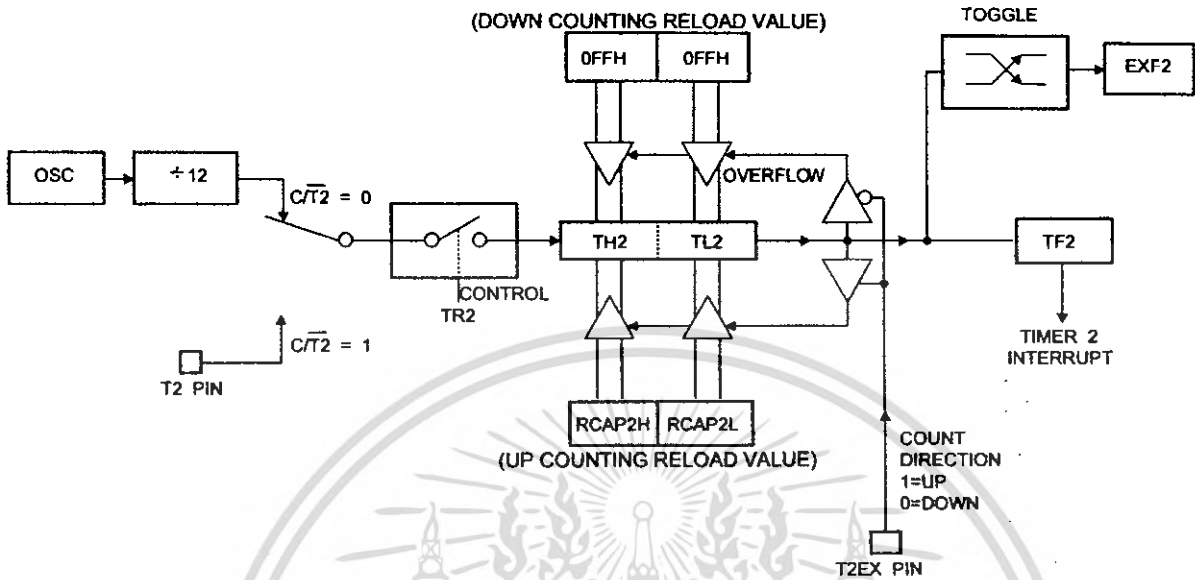 (DOWN COUNTING RELOAD VALUE)
TOGGLE
0FFH 0FFH
EXF2
OSC
÷12
C/T2̅ = 0
OVERFLOW
TH2 TL2
TF2
CONTROL
TR2
C/T2̅ = 1
T2 PIN
TIMER 2
INTERRUPT
RCAP2H RCAP2L
(UP COUNTING RELOAD VALUE)
COUNT
DIRECTION
1=UP
0=DOWN
T2EX PIN